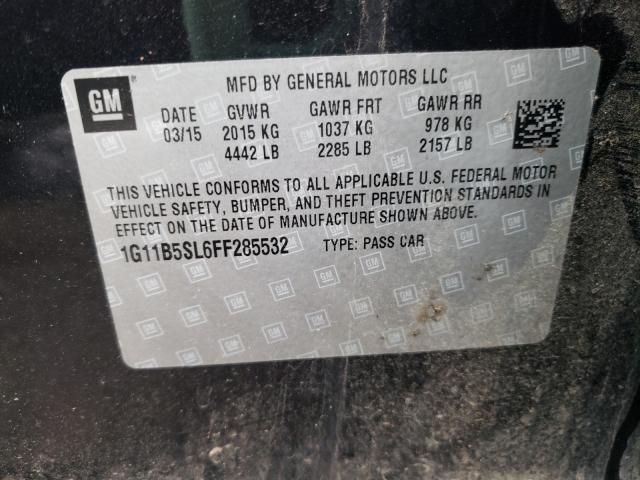 GM
MFD BY GENERAL MOTORS LLC
DATE GVWR GAWR FRT GAWR RR
03/15 2015 KG 1037 KG 978 KG
4442 LB 2285 LB 2157 LB
THIS VEHICLE CONFORMS TO ALL APPLICABLE U.S. FEDERAL MOTOR
VEHICLE SAFETY, BUMPER, AND THEFT PREVENTION STANDARDS IN
EFFECT ON THE DATE OF MANUFACTURE SHOWN ABOVE.
1G11B5SL6FF285532 TYPE: PASS CAR